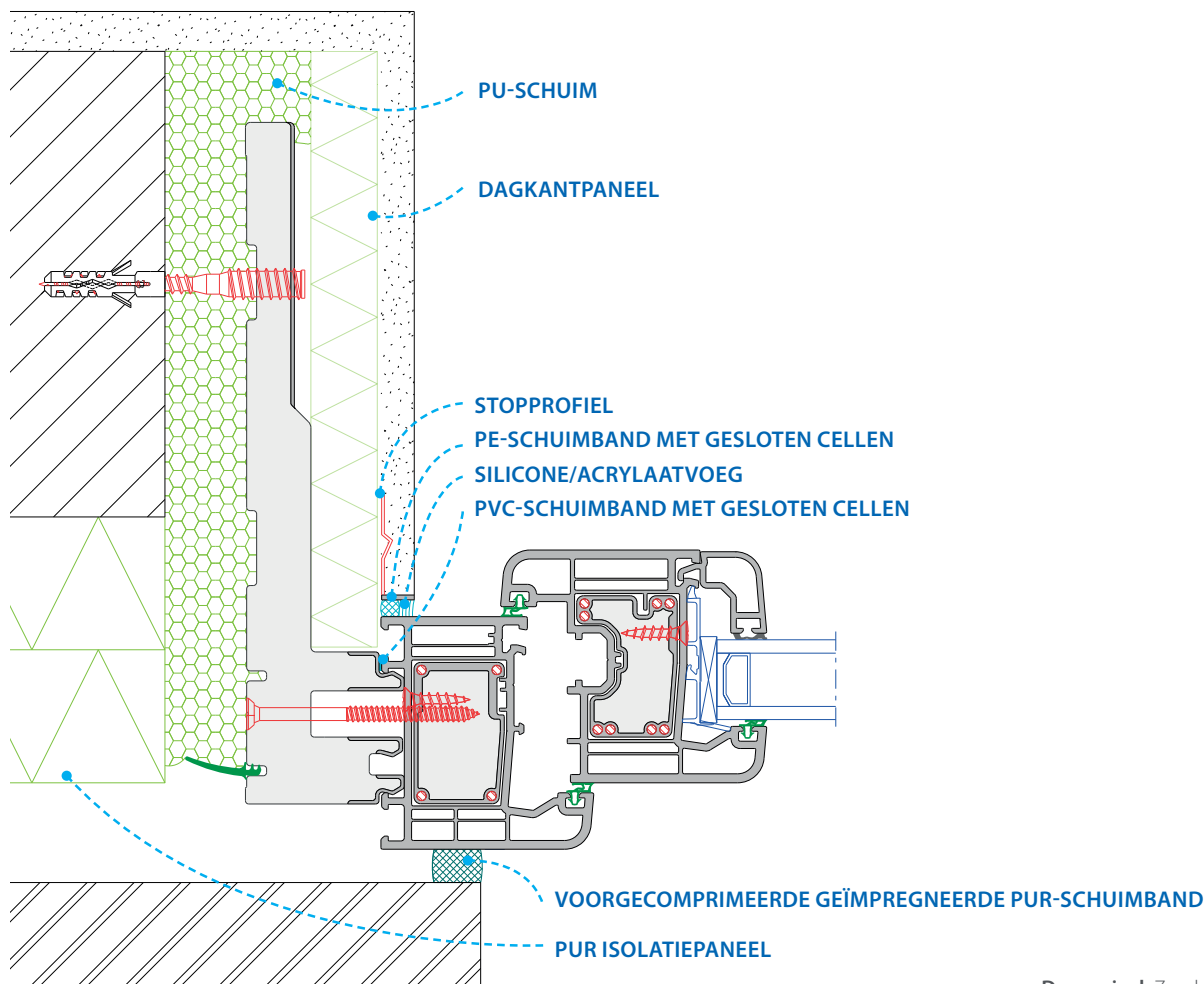 PU-SCHUIM
DAGKANTPANEEL
STOPPROFIEL
PE-SCHUIMBAND MET GESLOTEN CELLEN
SILICONE/ACRYLAATVOEG
PVC-SCHUIMBAND MET GESLOTEN CELLEN
VOORGECOMPRIMEERDE GEÏMPREGNEERDE PUR-SCHUIMBAND
PUR ISOLATIEPANEEL